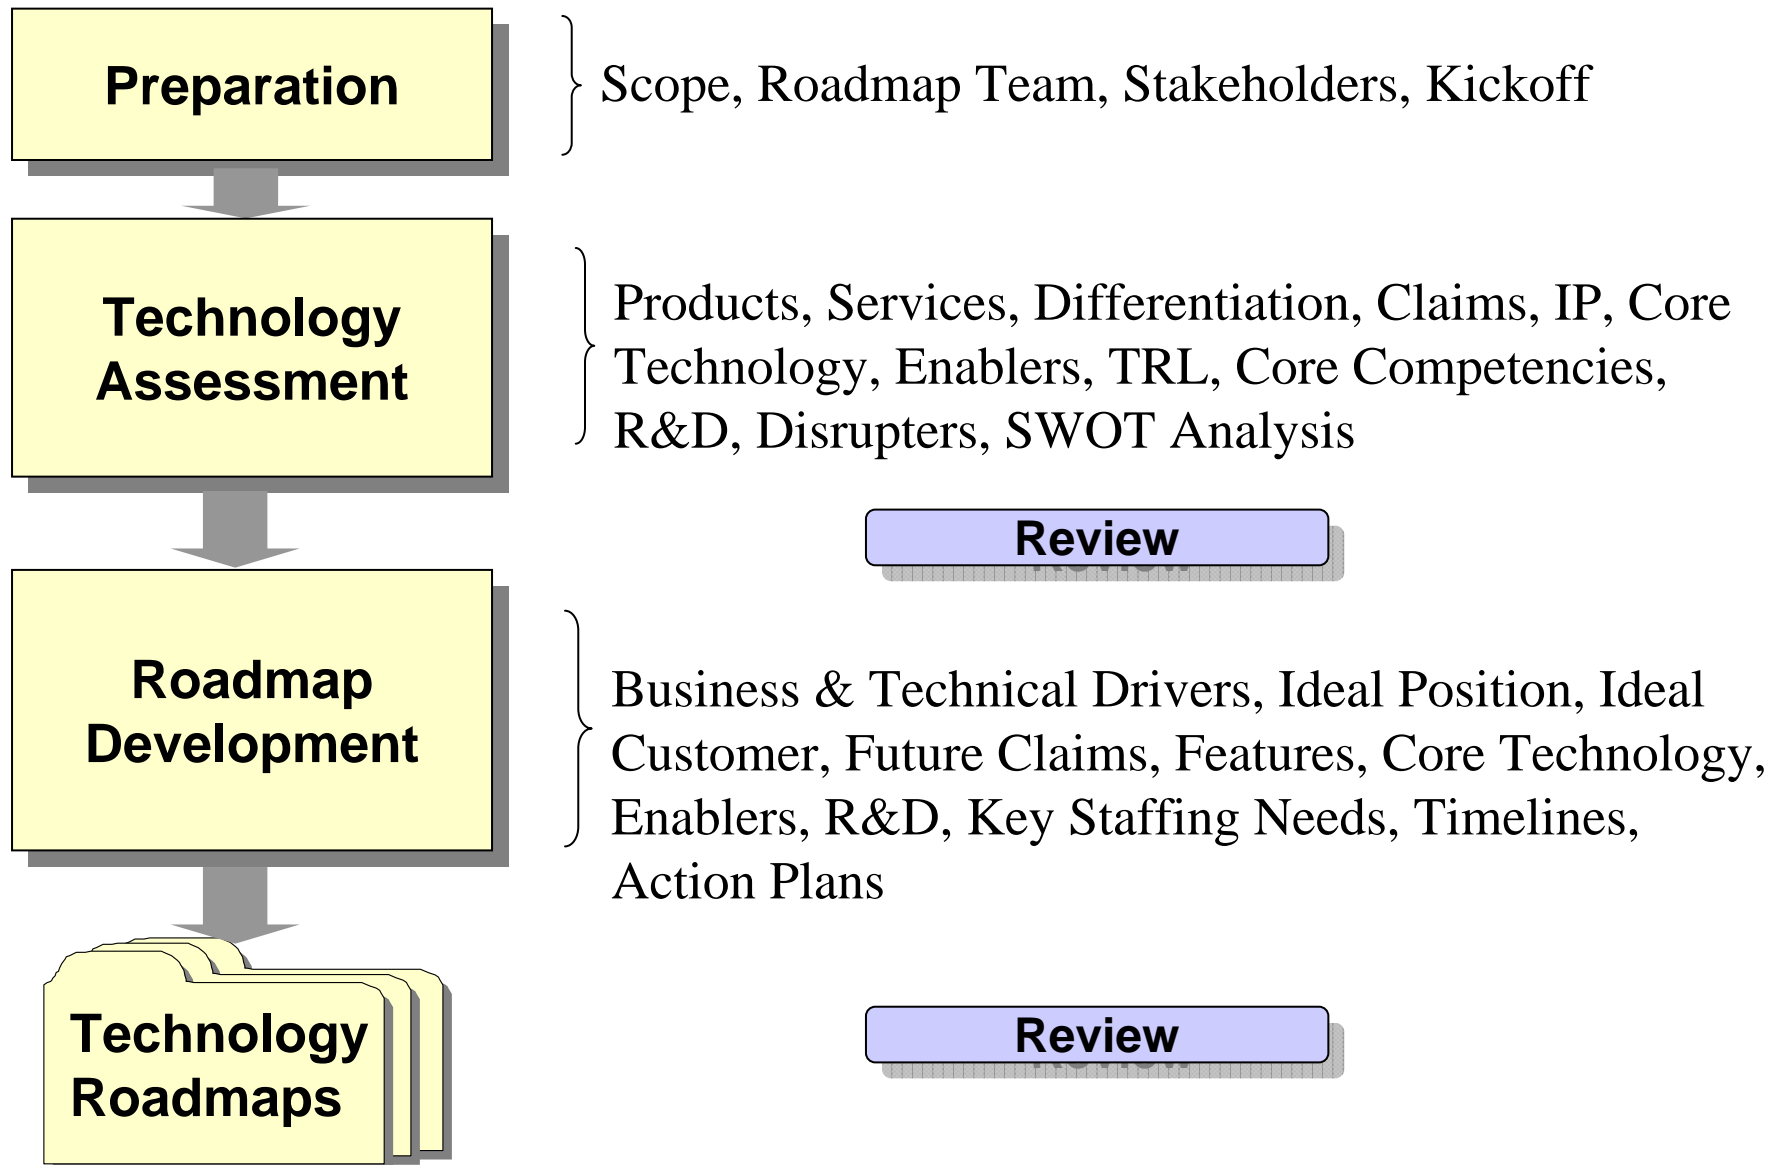 Preparation
Scope, Roadmap Team, Stakeholders, Kickoff
Technology
Assessment
Products, Services, Differentiation, Claims, IP, Core
Technology, Enablers, TRL, Core Competencies,
R&D, Disrupters, SWOT Analysis
Review
Roadmap
Development
Business & Technical Drivers, Ideal Position, Ideal
Customer, Future Claims, Features, Core Technology,
Enablers, R&D, Key Staffing Needs, Timelines,
Action Plans
Technology
Roadmaps
Review